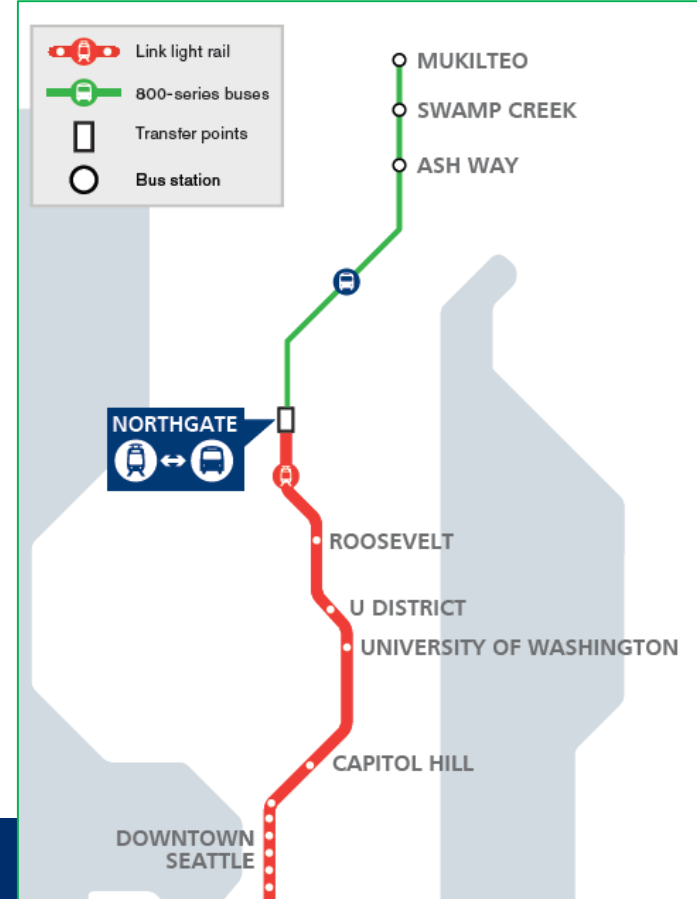 Link light rail
800-series buses
Transfer points
Bus station
MUKILTEO
SWAMP CREEK
ASH WAY
NORTHGATE
ROOSEVELT
U DISTRICT
UNIVERSITY OF WASHINGTON
CAPITOL HILL
DOWNTOWN
SEATTLE